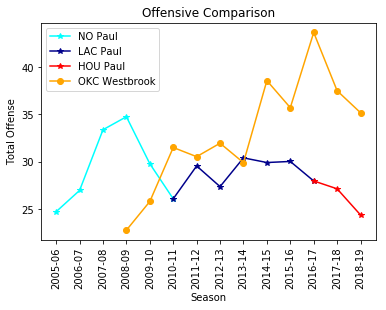 Offensive Comparison
NO Paul
LAC Paul
HOU Paul
OKC Westbrook
Total Offense
40
35
30
25
2005-06
2006-07
2007-08
2008-09
2009-10
2010-11
2011-12
2012-13
2013-14
2014-15
2015-16
2016-17
2017-18
2018-19
Season